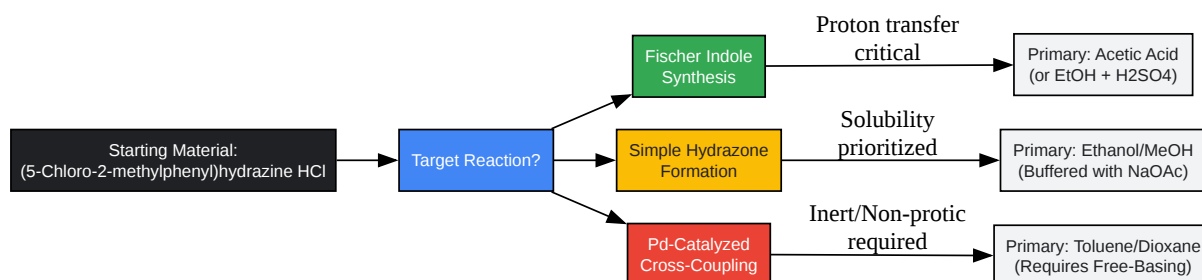 Starting Material:
(5-Chloro-2-methylphenyl)hydrazine HCl
Target Reaction?
Fischer Indole
Synthesis
Proton transfer
critical
Primary: Acetic Acid
(or EtOH + H2SO4)
Simple Hydrazone
Formation
Solubility
prioritized
Primary: Ethanol/MeOH
(Buffered with NaOAc)
Pd-Catalyzed
Cross-Coupling
Inert/Non-protic
required
Primary: Toluene/Dioxane
(Requires Free-Basing)